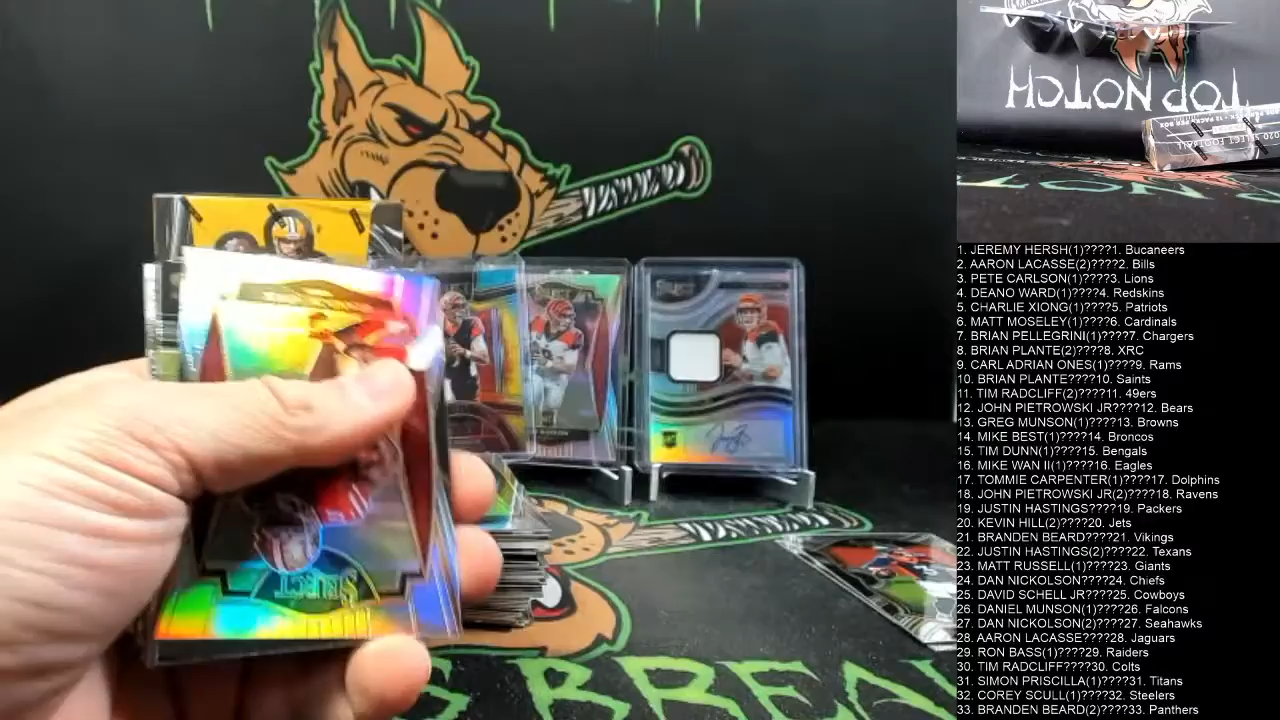 TOP NOTCH
2020 SELECT FOOTBALL
SELECT
SELECT
S BREA
1. JEREMY HERSH(1)????1. Bucaneers
2. AARON LACASSE(2)????2. Bills
3. PETE CARLSON(1)????3. Lions
4. DEANO WARD(1)????4. Redskins
5. CHARLIE XIONG(1)????5. Patriots
6. MATT MOSELEY(1)????6. Cardinals
7. BRIAN PELLEGRINI(1)????7. Chargers
8. BRIAN PLANTE(2)????8. XRC
9. CARL ADRIAN ONES(1)????9. Rams
10. BRIAN PLANTE????10. Saints
11. TIM RADCLIFF(2)????11. 49ers
12. JOHN PIETROWSKI JR????12. Bears
13. GREG MUNSON(1)????13. Browns
14. MIKE BEST(1)????14. Broncos
15. TIM DUNN(1)????15. Bengals
16. MIKE WAN II(1)????16. Eagles
17. TOMMIE CARPENTER(1)????17. Dolphins
18. JOHN PIETROWSKI JR(2)????18. Ravens
19. JUSTIN HASTINGS????19. Packers
20. KEVIN HILL(2)????20. Jets
21. BRANDEN BEARD????21. Vikings
22. JUSTIN HASTINGS(2)????22. Texans
23. MATT RUSSELL(1)????23. Giants
24. DAN NICKOLSON????24. Chiefs
25. DAVID SCHELL JR????25. Cowboys
26. DANIEL MUNSON(1)????26. Falcons
27. DAN NICKOLSON(2)????27. Seahawks
28. AARON LACASSE????28. Jaguars
29. RON BASS(1)????29. Raiders
30. TIM RADCLIFF????30. Colts
31. SIMON PRISCILLA(1)????31. Titans
32. COREY SCULL(1)????32. Steelers
33. BRANDEN BEARD(2)????33. Panthers